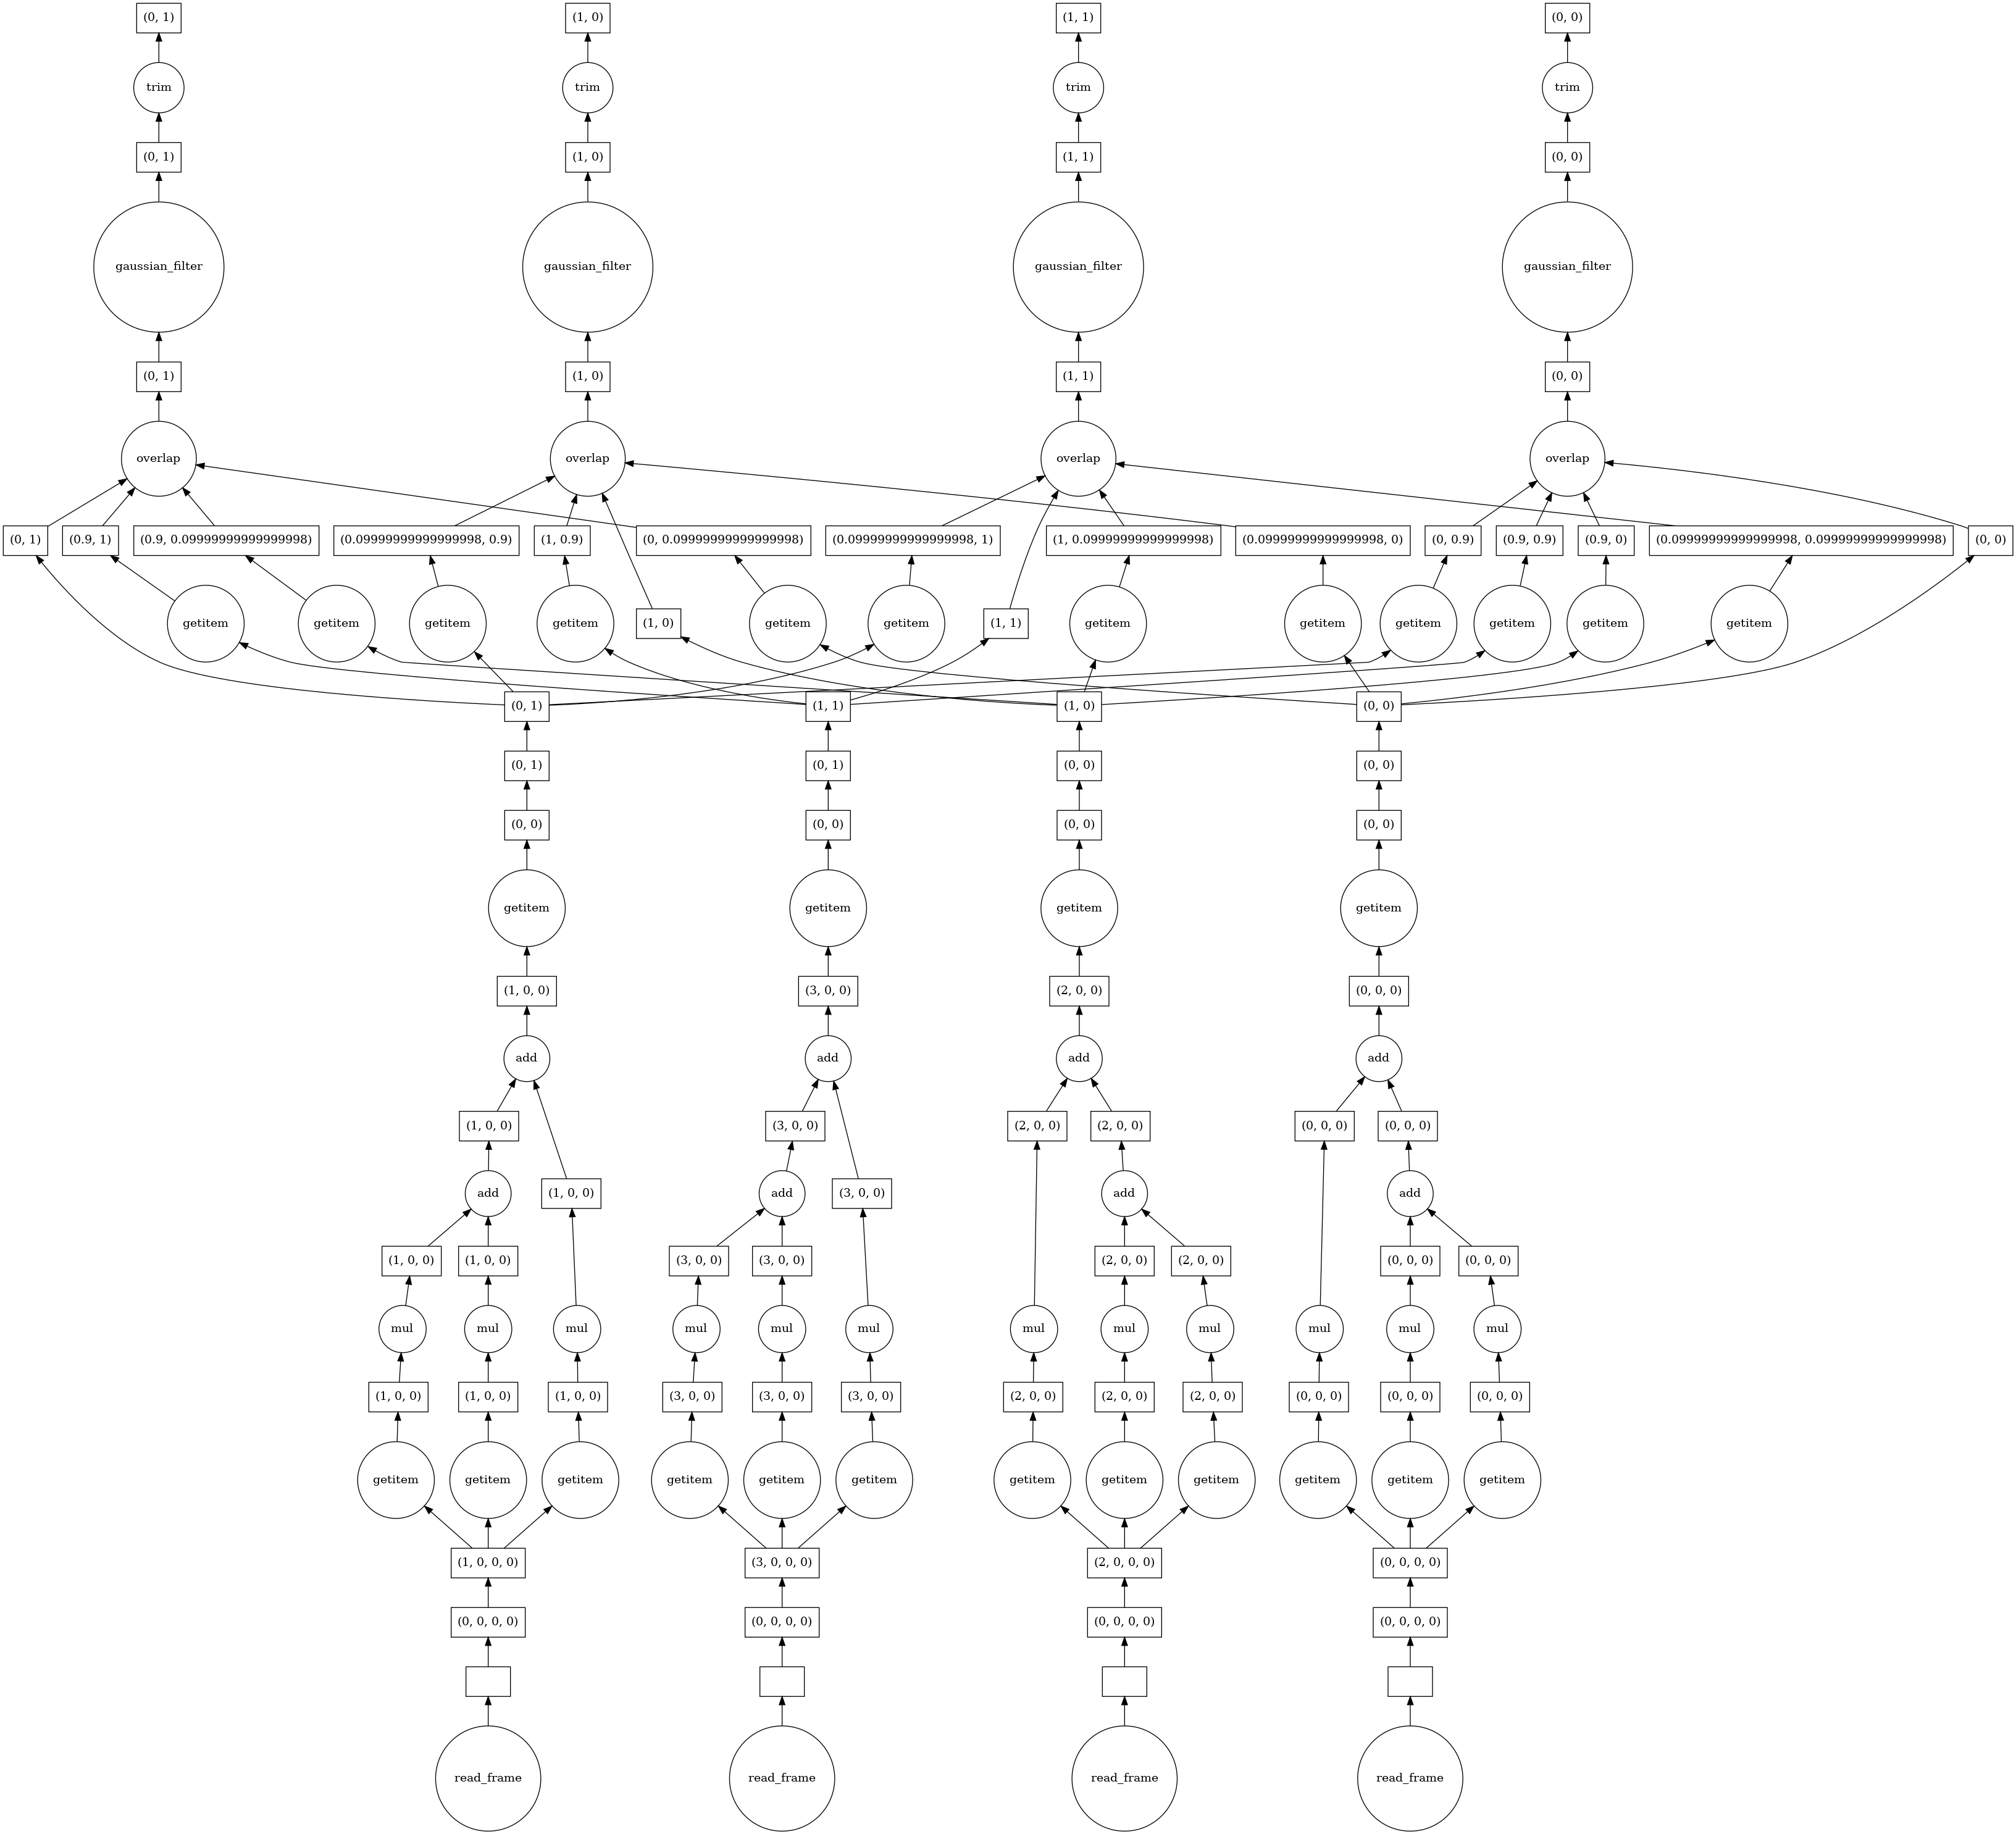 (0, 1)
(1, 0)
(1, 1)
(0, 0)
trim
trim
trim
trim
(0, 1)
(1, 0)
(1, 1)
(0, 0)
gaussian_filter
gaussian_filter
gaussian_filter
gaussian_filter
(0, 1)
(1, 0)
(1, 1)
(0, 0)
overlap
overlap
overlap
overlap
(0, 1)
(0.9, 1)
(0.9, 0.09999999999999998)
(0.09999999999999998, 0.9)
(1, 0.9)
(0, 0.09999999999999998)
(0.09999999999999998, 1)
(1, 0.09999999999999998)
(0.09999999999999998, 0)
(0, 0.9)
(0.9, 0.9)
(0.9, 0)
(0.09999999999999998, 0.09999999999999998)
(0, 0)
getitem
getitem
getitem
getitem
(1, 0)
getitem
getitem
(1, 1)
getitem
getitem
getitem
getitem
getitem
getitem
(0, 1)
(1, 1)
(1, 0)
(0, 0)
(0, 1)
(0, 1)
(0, 0)
(0, 0)
(0, 0)
(0, 0)
(0, 0)
(0, 0)
getitem
getitem
getitem
getitem
(1, 0, 0)
(3, 0, 0)
(2, 0, 0)
(0, 0, 0)
add
add
add
add
(1, 0, 0)
(3, 0, 0)
(2, 0, 0)
(2, 0, 0)
(0, 0, 0)
(0, 0, 0)
add
(1, 0, 0)
add
(3, 0, 0)
add
add
(1, 0, 0)
(1, 0, 0)
(3, 0, 0)
(3, 0, 0)
(2, 0, 0)
(2, 0, 0)
(0, 0, 0)
(0, 0, 0)
mul
mul
mul
mul
mul
mul
mul
mul
mul
mul
mul
mul
(1, 0, 0)
(1, 0, 0)
(1, 0, 0)
(3, 0, 0)
(3, 0, 0)
(3, 0, 0)
(2, 0, 0)
(2, 0, 0)
(2, 0, 0)
(0, 0, 0)
(0, 0, 0)
(0, 0, 0)
getitem
getitem
getitem
getitem
getitem
getitem
getitem
getitem
getitem
getitem
getitem
getitem
(1, 0, 0, 0)
(3, 0, 0, 0)
(2, 0, 0, 0)
(0, 0, 0, 0)
(0, 0, 0, 0)
(0, 0, 0, 0)
(0, 0, 0, 0)
(0, 0, 0, 0)
read_frame
read_frame
read_frame
read_frame